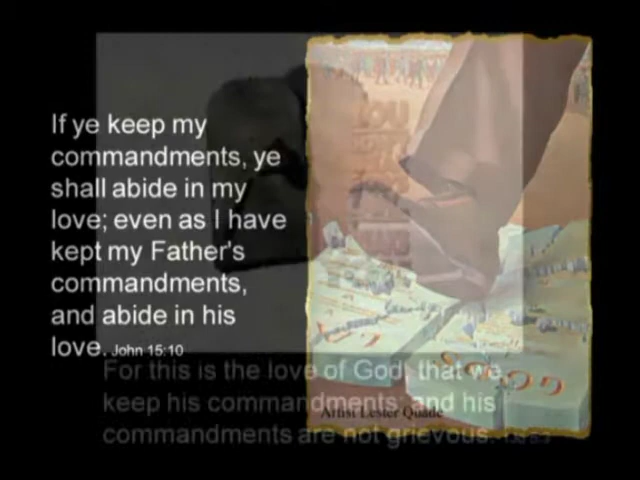 If ye keep my
commandments, ye
shall abide in my
love; even as I have
kept my Father's
commandments,
and abide in his
love. John 15:10
For this is the love of God, that we
keep his commandments; and his
Artist Lester Quade
commandments are not grievous.